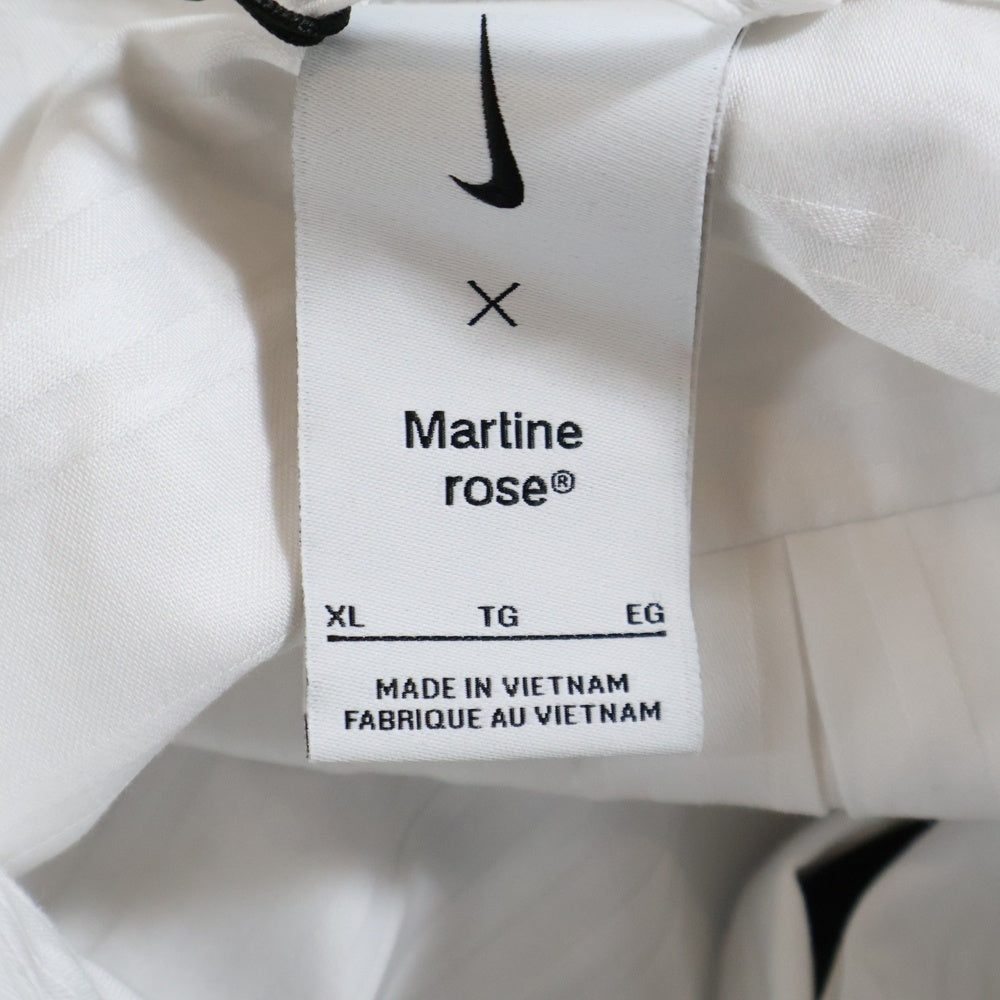 X
Martine
rose®
XL TG EG
MADE IN VIETNAM
FABRIQUE AU VIETNAM